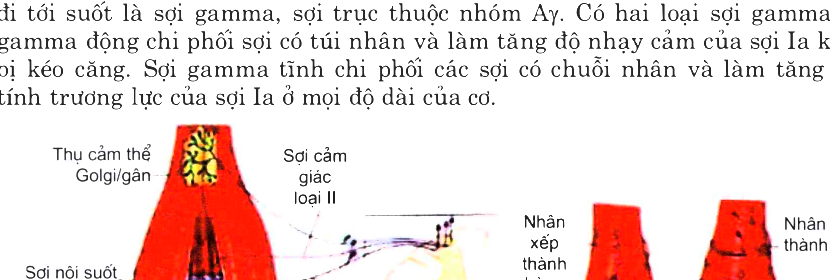 đi tới suốt là sợi gamma, sợi trục thuộc nhóm Aγ. Có hai loại sợi gamma
gamma động chi phối sợi có túi nhân và làm tăng độ nhạy cảm của sợi Ia
bị kéo căng. Sợi gamma tĩnh chi phối các sợi có chuỗi nhân và làm tăng
tính trương lực của sợi Ia ở mọi độ dài của cơ.
Thụ cảm thể
Golgi/gân
Sợi cảm
giác
loại II
Nhân
xếp
thành
Nhân
thành
Sợi nội suốt